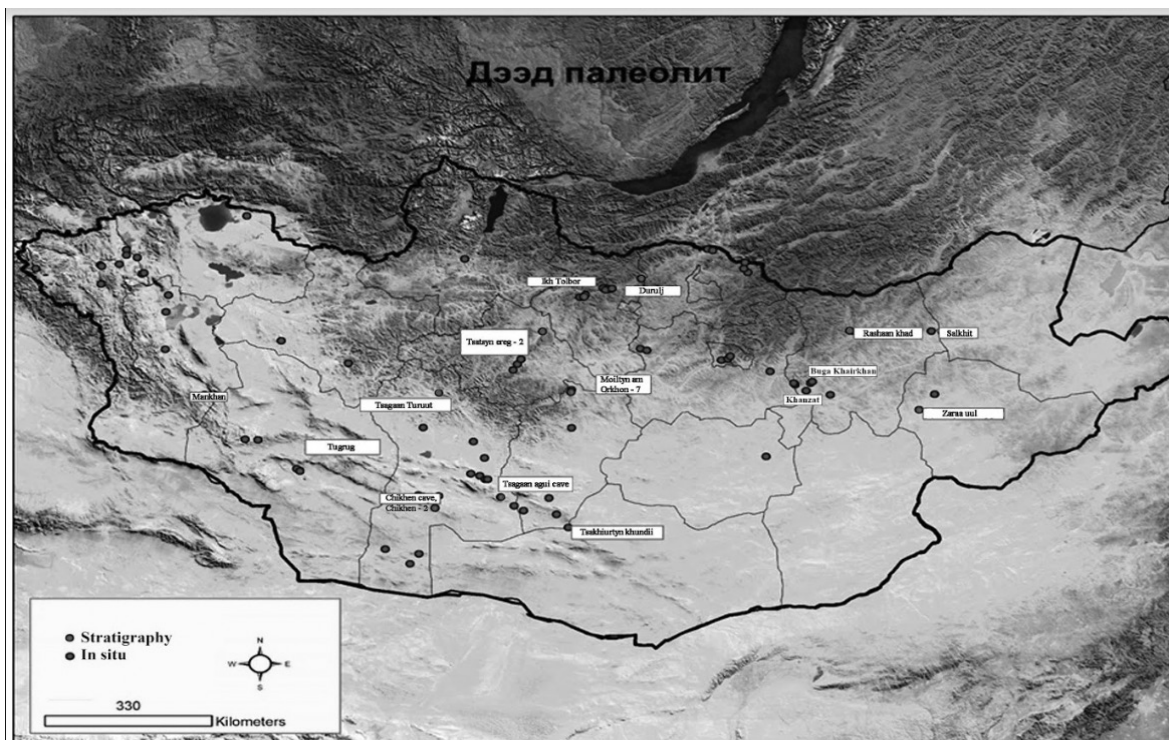 Дээд палеолит
Ikh Tolbor
Durulj
Tsatsyn ereg - 2
Rashaan khad
Salkhit
Moiltyn am
Orkhon - 7
Buga Khairkhan
Khanzat
Mankhan
Tsagaan Turuut
Zaraa uul
Tugrug
Tsagaan agui cave
Chikhen cave,
Chikhen - 2
Tsakhiurtyn khundii
Stratigraphy
In situ
N
W E
S
330
Kilometers